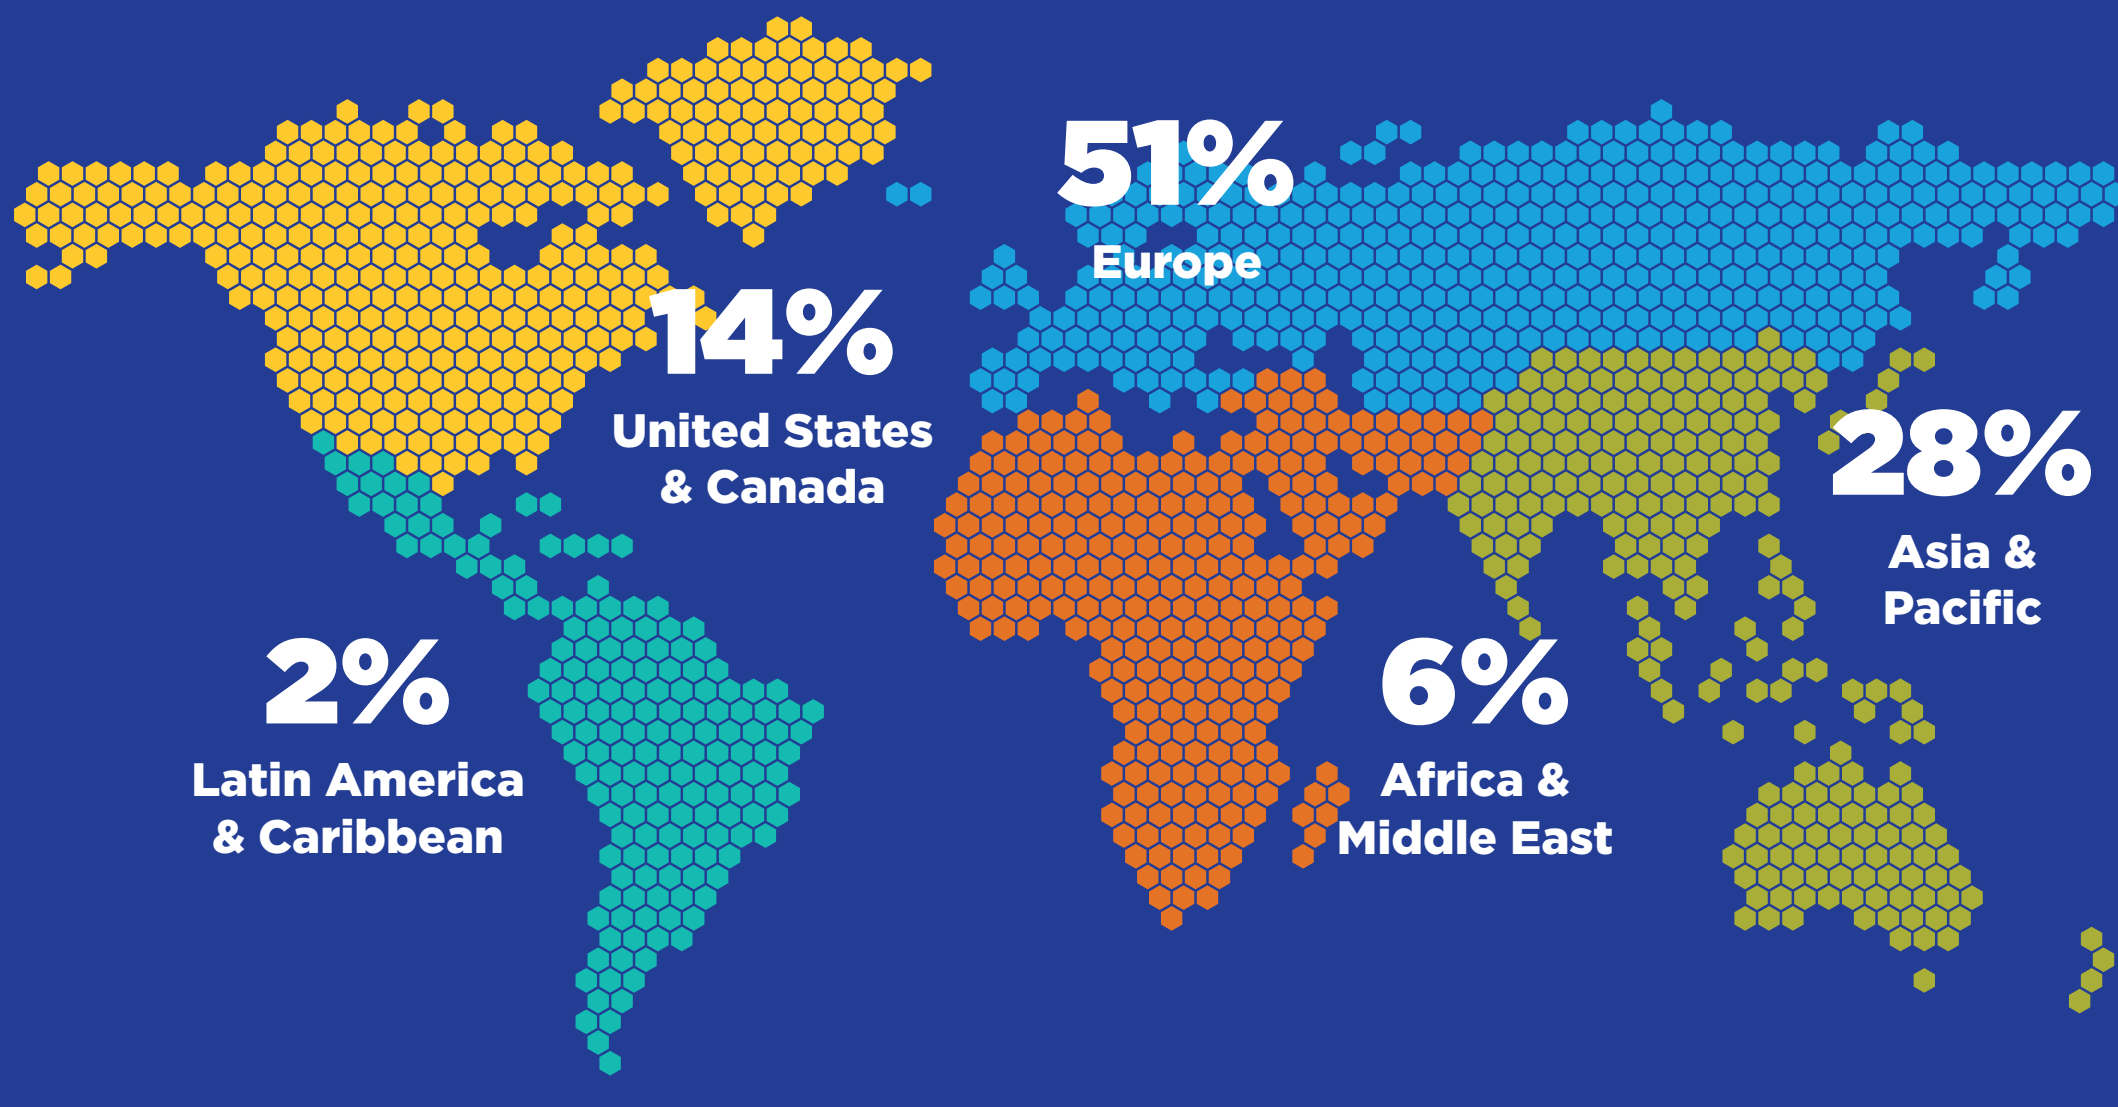 51%
Europe
14%
United States
& Canada
28%
Asia &
Pacific
2%
Latin America
& Caribbean
6%
Africa &
Middle East